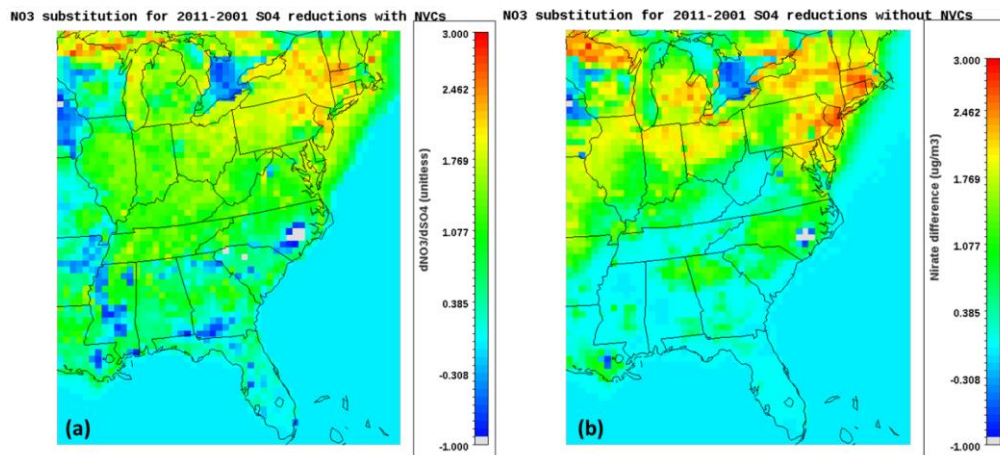 NO3 substitution for 2011-2001 SO4 reductions with NVCs
3.000
2.462
1.769
1.077
0.385
-0.308
-1.000
dNO3/dSO4 (unitless)
(a)
NO3 substitution for 2011-2001 SO4 reductions without NVCs
3.000
2.462
1.769
1.077
0.385
-0.308
-1.000
Nirate difference (ug/m3)
(b)